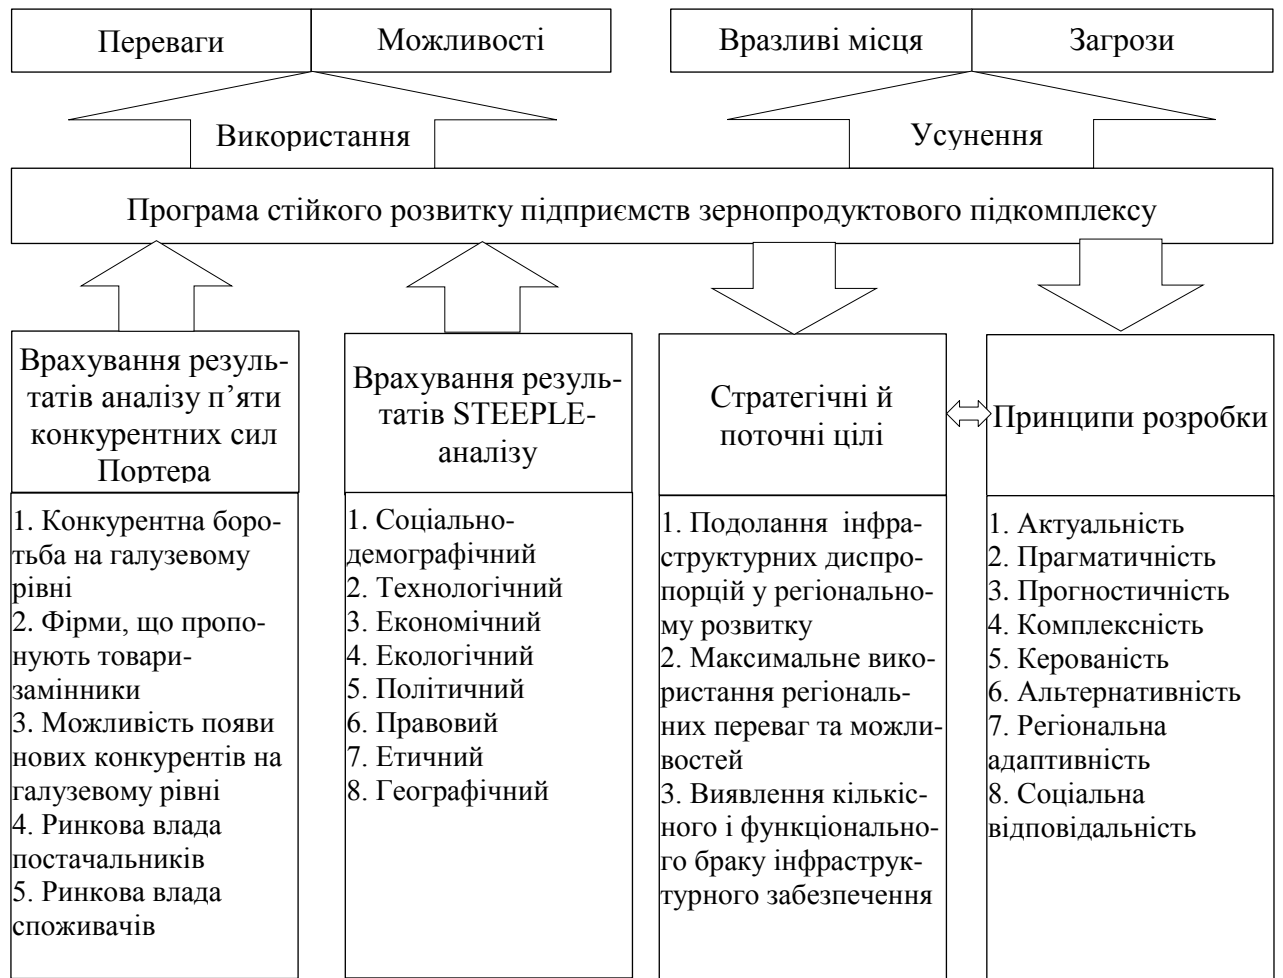 Переваги
Можливості
Вразливі місця
Загрози
Використання
Усунення
Програма стійкого розвитку підприємств зернопродуктового підкомплексу
Врахування резуль-
татів аналізу п’яти
конкурентних сил
Портера
1. Конкурентна боро-
тьба на галузевому
рівні
2. Фірми, що пропо-
нують товари-
замінники
3. Можливість появи
нових конкурентів на
галузевому рівні
4. Ринкова влада
постачальників
5. Ринкова влада
споживачів
Врахування резуль-
татів STEEPLE-
аналізу
1. Соціально-
демографічний
2. Технологічний
3. Економічний
4. Екологічний
5. Політичний
6. Правовий
7. Етичний
8. Географічний
Стратегічні й
поточні цілі
1. Подолання інфра-
структурних диспро-
порцій у регіонально-
му розвитку
2. Максимальне вико-
ристання регіональ-
них переваг та можли-
востей
3. Виявлення кількіс-
ного і функціонально-
го браку інфраструк-
турного забезпечення
Принципи розробки
1. Актуальність
2. Прагматичність
3. Прогностичність
4. Комплексність
5. Керованість
6. Альтернативність
7. Регіональна
адаптивність
8. Соціальна
відповідальність